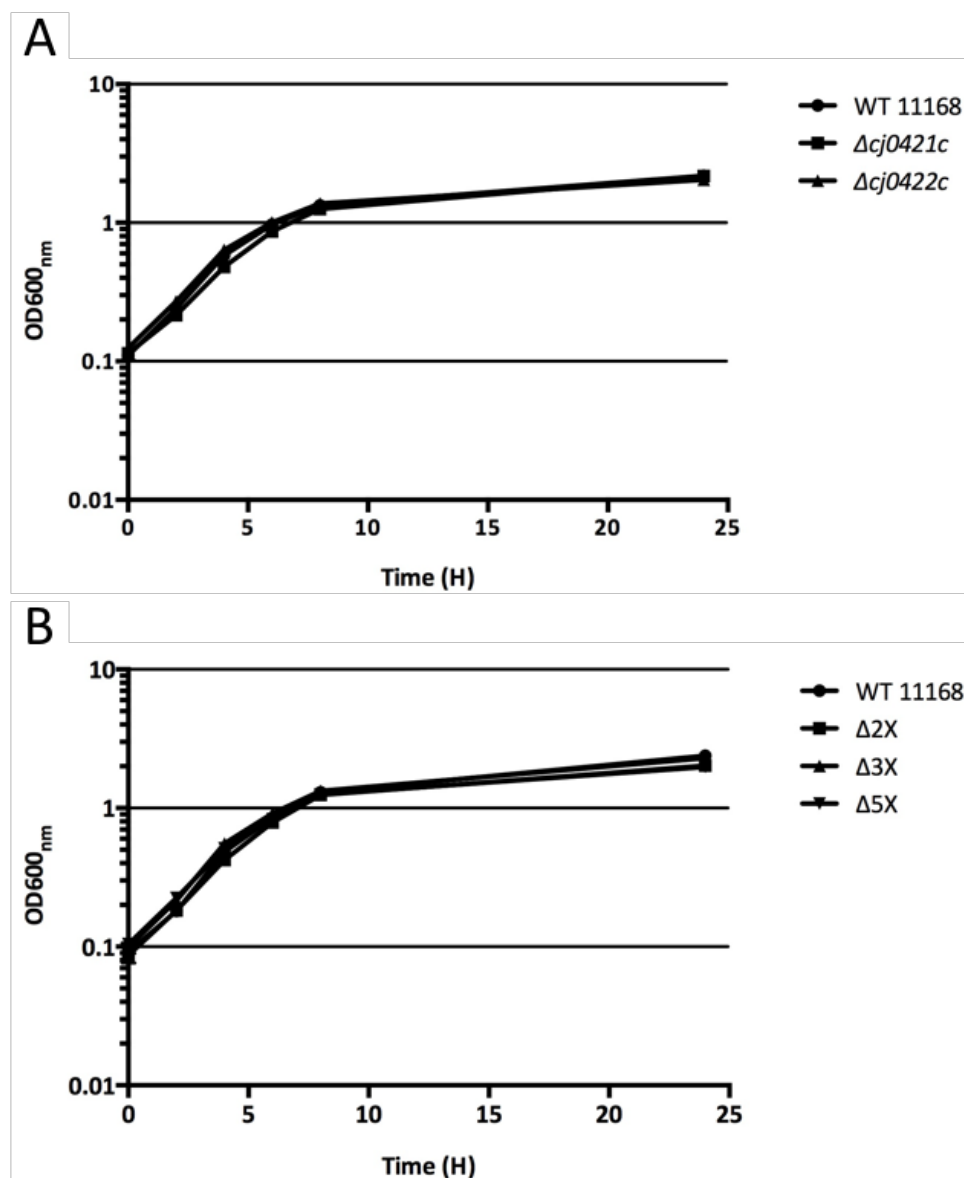 A
10
1
0.1
0.01
OD600nm
0 5 10 15 20 25
Time (H)
WT 11168
Δcj0421c
Δcj0422c
B
10
1
0.1
0.01
OD600nm
0 5 10 15 20 25
Time (H)
WT 11168
Δ2X
Δ3X
Δ5X